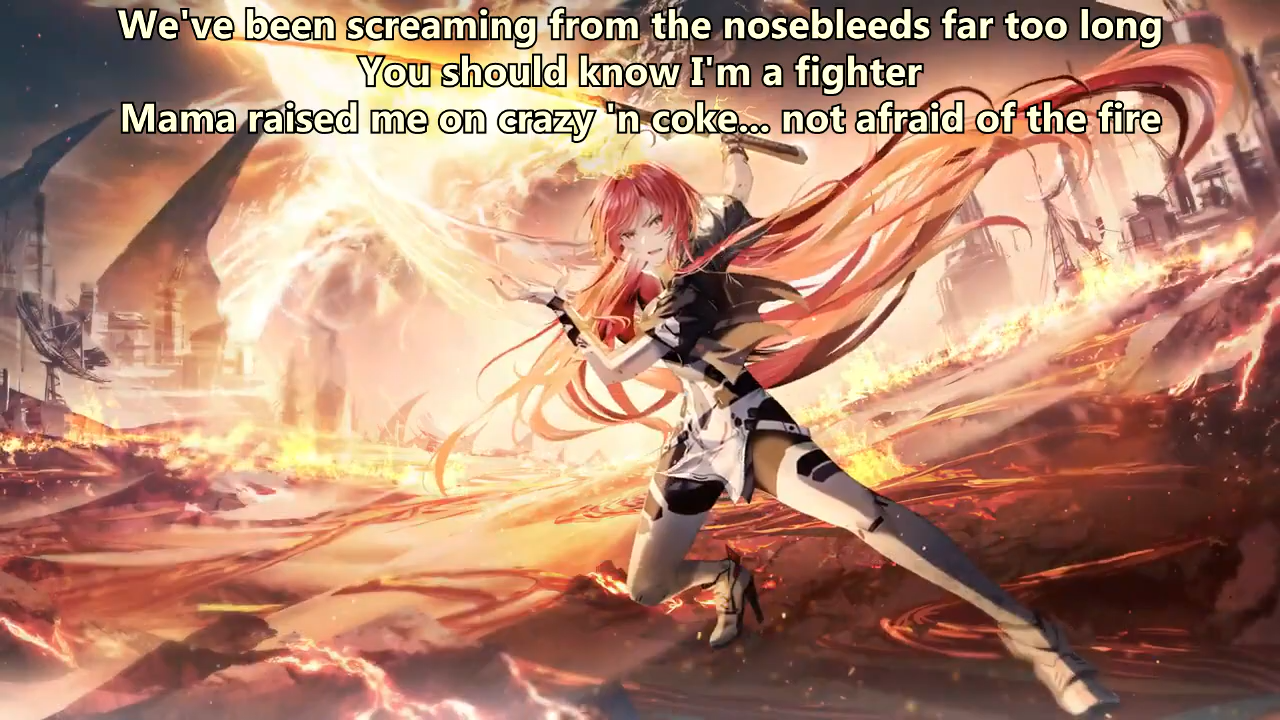 We've been screaming from the nosebleeds far too long
You should know I'm a fighter
Mama raised me on crazy 'n coke... not afraid of the fire